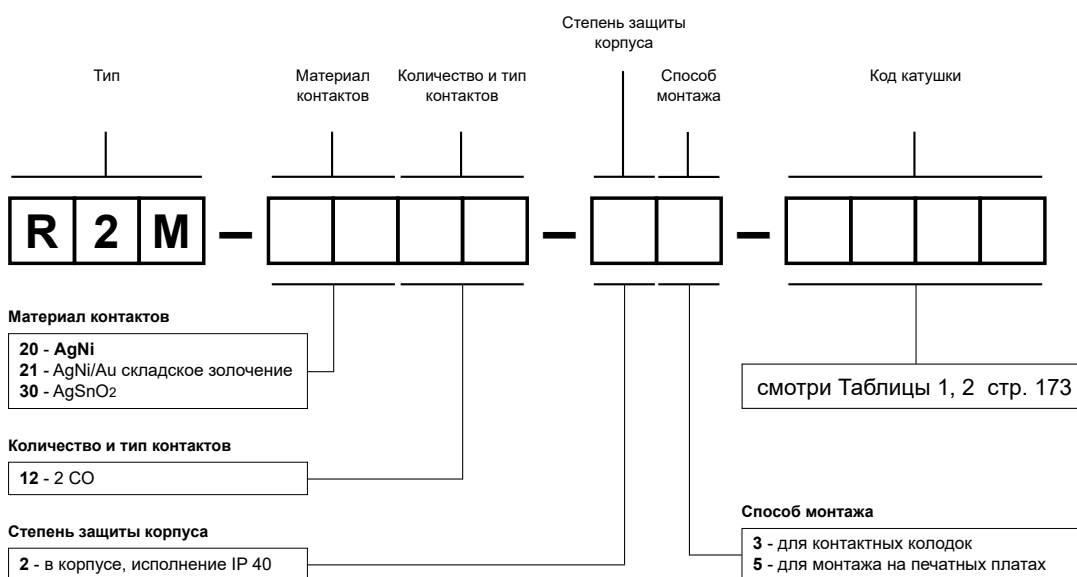 Степень защиты
корпуса
Тип
Материал
контактов
Количество и тип
контактов
Способ
монтажа
Код катушки
R 2 M – – –
Материал контактов
20 - AgNi
21 - AgNi/Au складское золочение
30 - AgSnO2
смотри Таблицы 1, 2 стр. 173
Количество и тип контактов
12 - 2 CO
Степень защиты корпуса
2 - в корпусе, исполнение IP 40
Способ монтажа
3 - для контактных колодок
5 - для монтажа на печатных платах